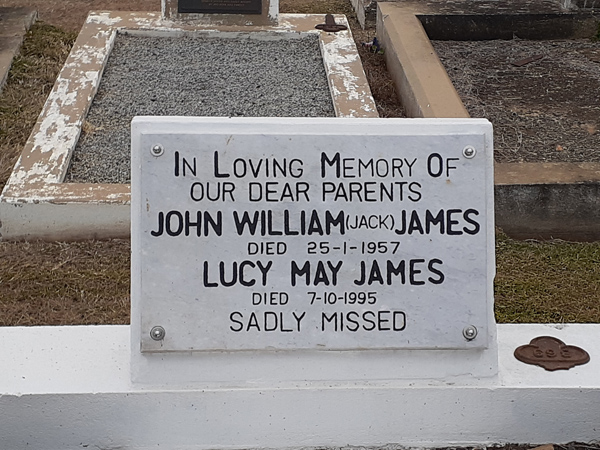 In Loving Memory Of
OUR DEAR PARENTS
JOHN WILLIAM (JACK) JAMES
DIED 25-1-1957
LUCY MAY JAMES
DIED 7-10-1995
SADLY MISSED